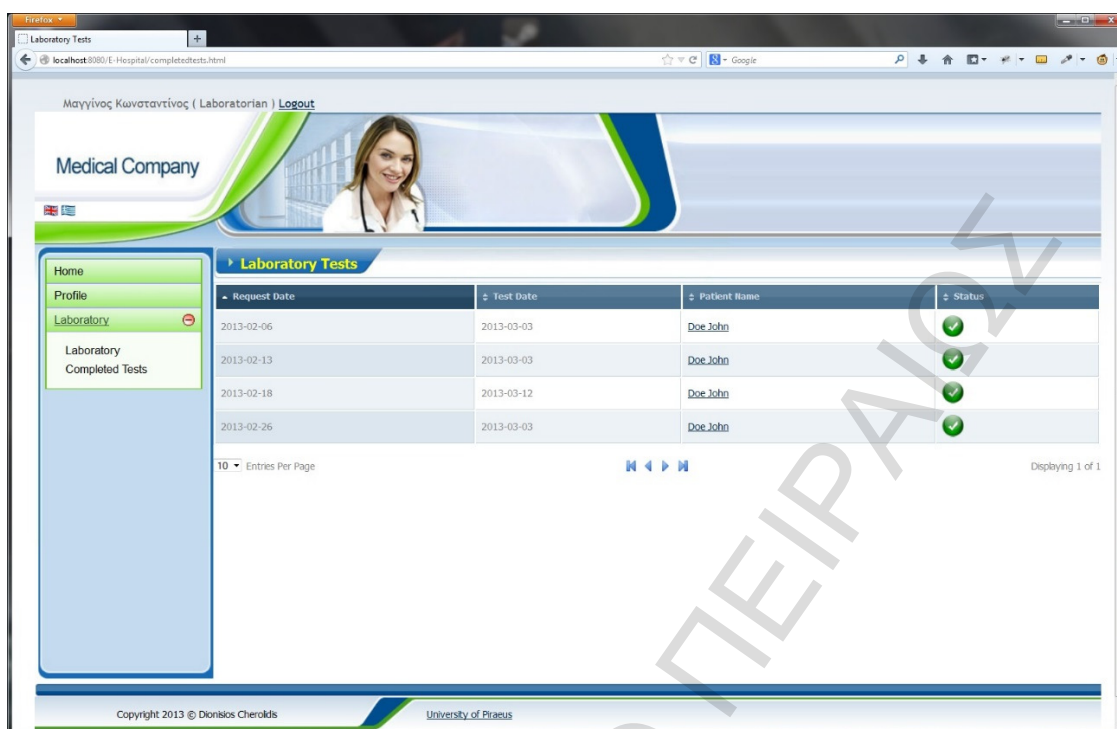 Firefox
Laboratory Tests
localhost:8080/E-Hospital/completedtests.html
Google
Μαγγίνος Κωνσταντίνος ( Laboratorian ) Logout
Medical Company
Home
Profile
Laboratory
Laboratory
Completed Tests
Laboratory Tests
Request Date Test Date Patient Name Status
2013-02-06 2013-03-03 Doe John
2013-02-13 2013-03-03 Doe John
2013-02-18 2013-03-12 Doe John
2013-02-26 2013-03-03 Doe John
10 Entries Per Page
Displaying 1 of 1
Copyright 2013 © Dionisios Cherolidis
University of Piraeus
ΠΕΙΡΑΙΩΣ